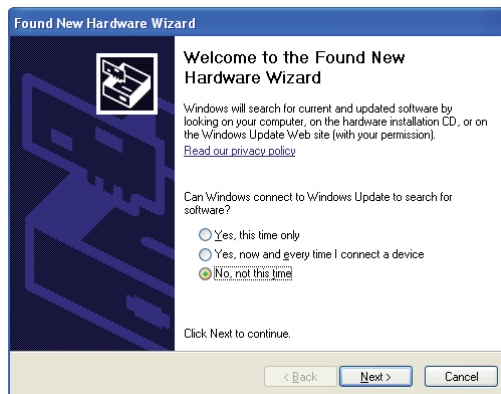 Found New Hardware Wizard
Welcome to the Found New
Hardware Wizard
Windows will search for current and updated software by
looking on your computer, on the hardware installation CD, or on
the Windows Update Web site (with your permission).
Read our privacy policy
Can Windows connect to Windows Update to search for
software?
Yes, this time only
Yes, now and every time I connect a device
No, not this time
Click Next to continue.
< Back
Next >
Cancel